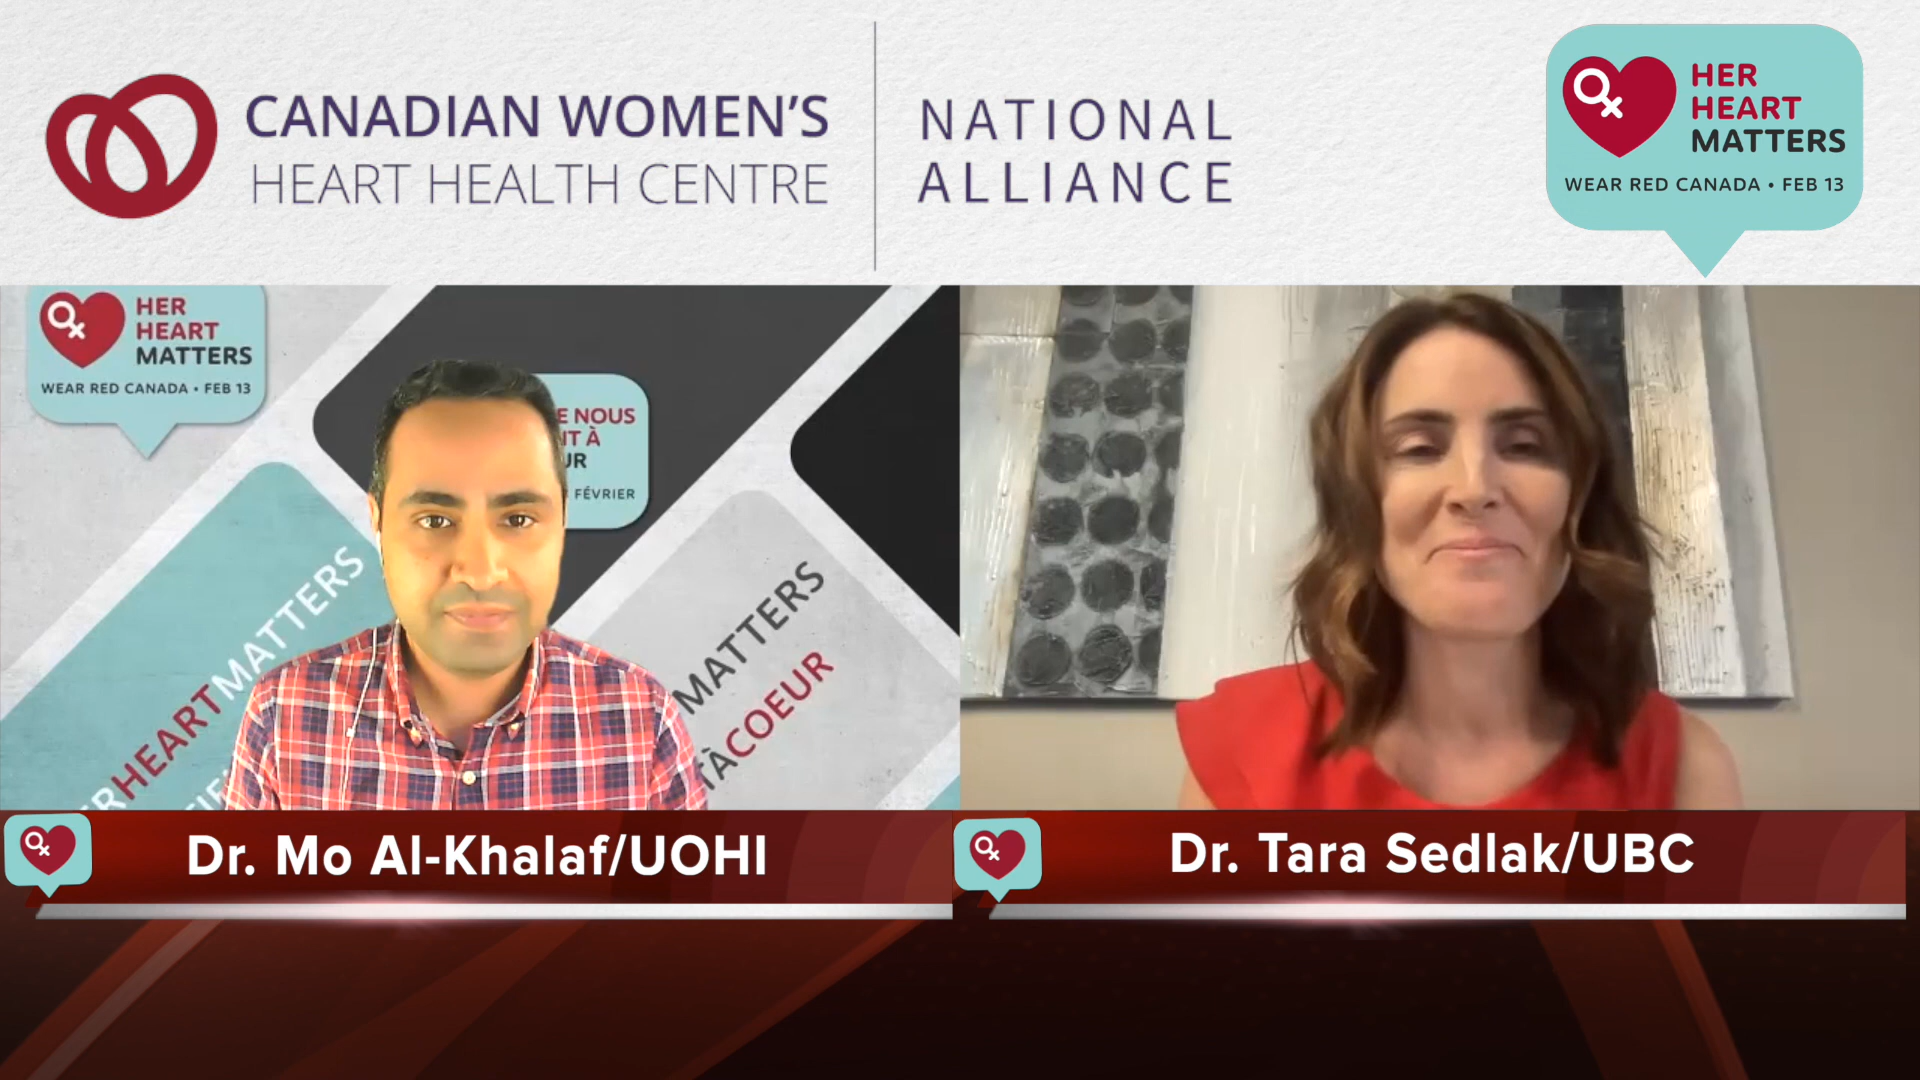 CANADIAN WOMEN'S
HEART HEALTH CENTRE
NATIONAL
ALLIANCE
HER
HEART
MATTERS
WEAR RED CANADA • FEB 13
HER
HEART
MATTERS
WEAR RED CANADA • FEB 13
NOUS
À
FÉVRIER
HEARTMATTERS
MATTERS
ÀCOEUR
Dr. Mo Al-Khalaf/UOHI
Dr. Tara Sedlak/UBC